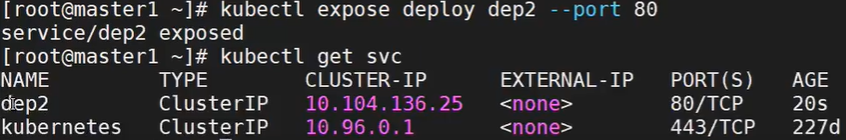 [root@master1 ~]# kubectl expose deploy dep2 --port 80
service/dep2 exposed
[root@master1 ~]# kubectl get svc
NAME TYPE CLUSTER-IP EXTERNAL-IP PORT(S) AGE
dep2 ClusterIP 10.104.136.25 <none> 80/TCP 20s
kubernetes ClusterIP 10.96.0.1 <none> 443/TCP 227d